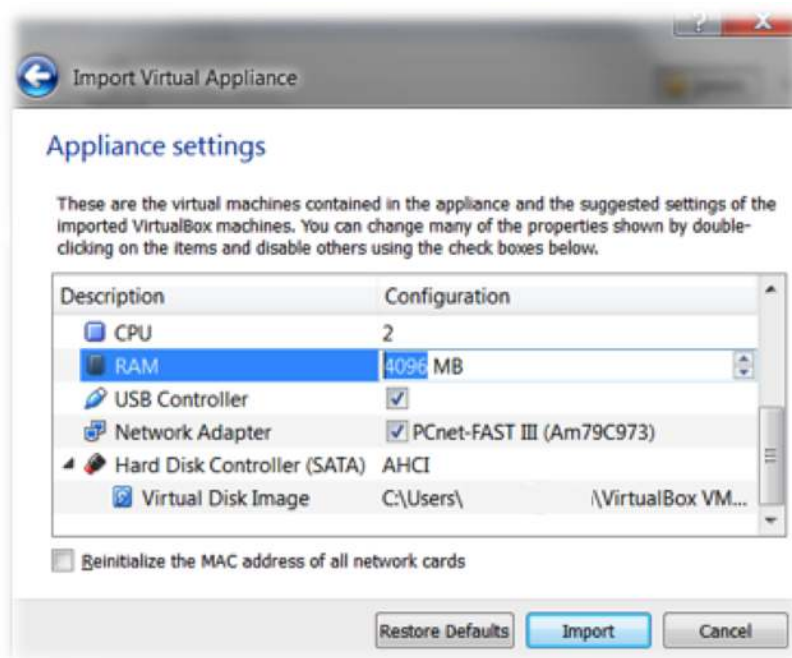 Import Virtual Appliance
Appliance settings
These are the virtual machines contained in the appliance and the suggested settings of the
imported VirtualBox machines. You can change many of the properties shown by double-
clicking on the items and disable others using the check boxes below.
Description Configuration
CPU 2
RAM 4096 MB
USB Controller
Network Adapter PCnet-FAST III (Am79C973)
Hard Disk Controller (SATA) AHCI
Virtual Disk Image C:\Users\ \\VirtualBox VM...
Reinitialize the MAC address of all network cards
Restore Defaults Import Cancel